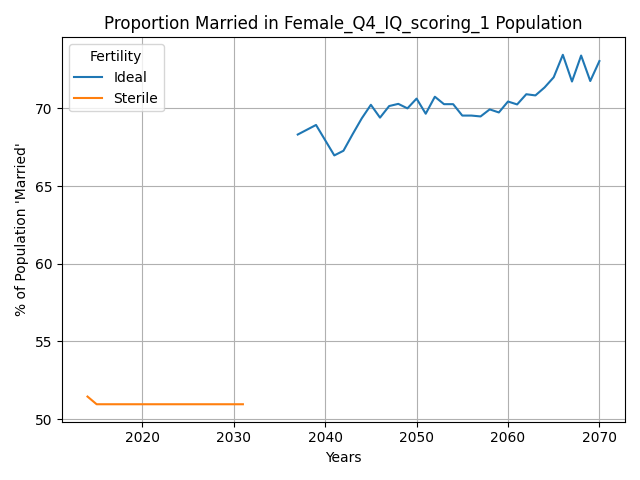 Proportion Married in Female_Q4_IQ_scoring_1 Population
Fertility
Ideal
Sterile
% of Population 'Married'
70
65
60
55
50
2020 2030 2040 2050 2060 2070
Years